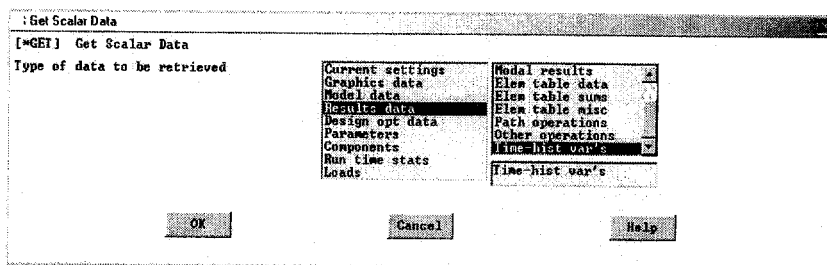 Get Scalar Data
[*GET] Get Scalar Data
Type of data to be retrieved
Current settings
Graphics data
Model data
Results data
Design opt data
Parameters
Components
Run time stats
Loads
Modal results
Elem table data
Elem table sums
Elem table misc
Path operations
Other operations
Time-hist var's
Time-hist var's
OK
Cancel
Help